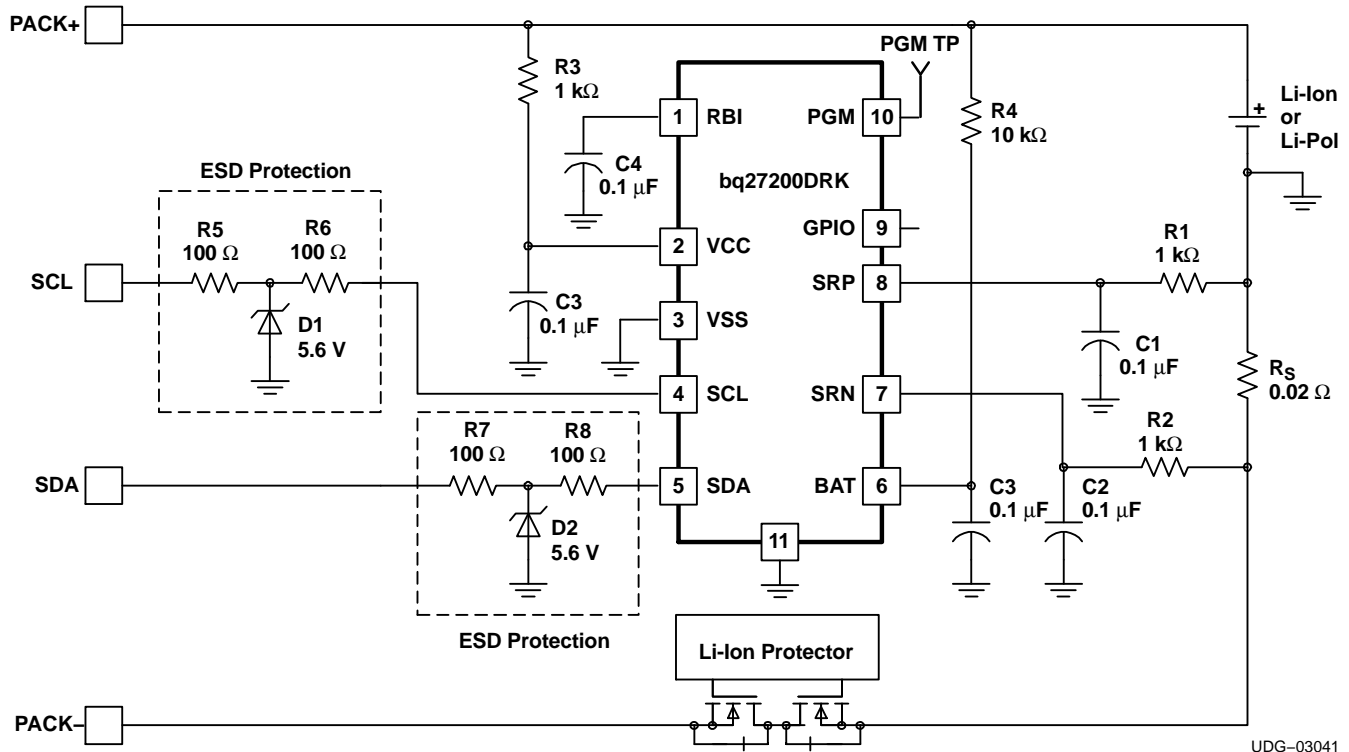 PACK+
PGM TP
R3
1 kΩ
1
RBI
PGM
10
R4
10 kΩ
+
Li-Ion
or
Li-Pol
ESD Protection
C4
0.1 μF
bq27200DRK
R5
100 Ω
R6
100 Ω
2
VCC
GPIO
9
R1
1 kΩ
SCL
SRP
8
D1
5.6 V
C3
0.1 μF
3
VSS
C1
0.1 μF
RS
0.02 Ω
4
SCL
SRN
7
R7
100 Ω
R8
100 Ω
R2
1 kΩ
SDA
5
SDA
BAT
6
C3
0.1 μF
C2
0.1 μF
D2
5.6 V
11
ESD Protection
Li-Ion Protector
PACK−
UDG−03041